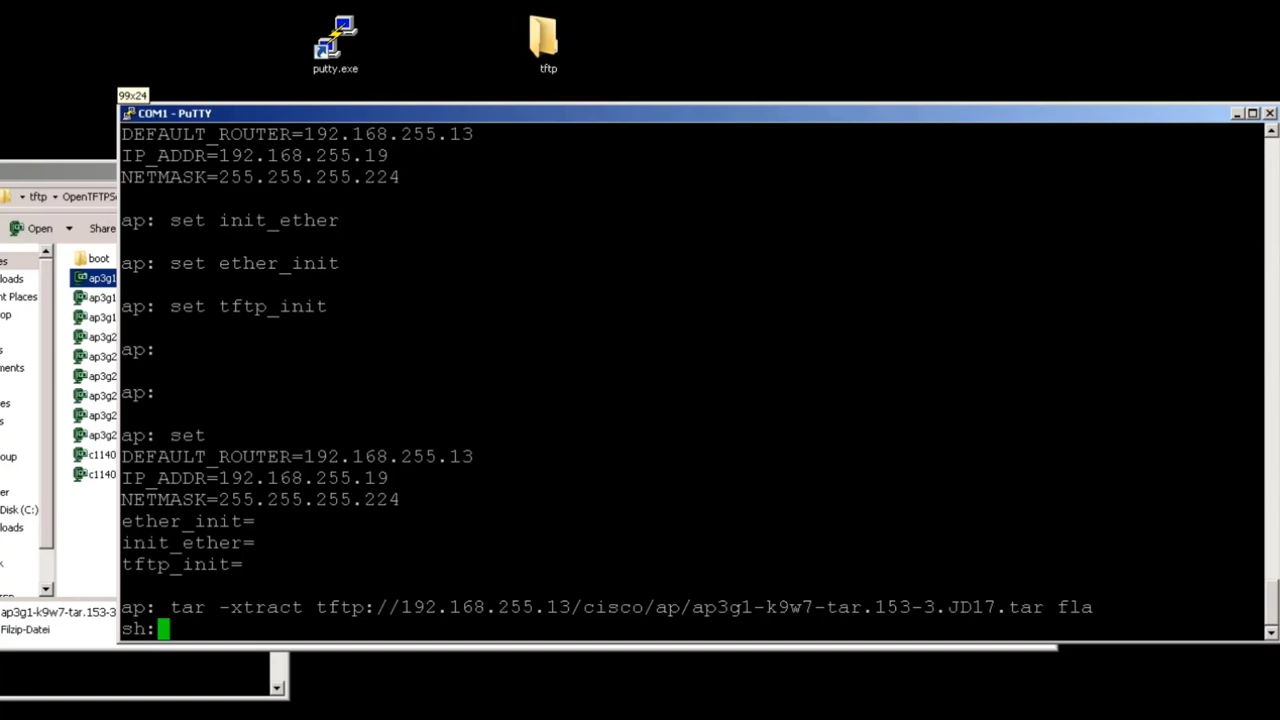 putty.exe
tftp
99x24
COM1 - PuTTY
DEFAULT_ROUTER=192.168.255.13
IP_ADDR=192.168.255.19
NETMASK=255.255.255.224
ap: set init_ether
ap: set ether_init
ap: set tftp_init
ap:
ap:
ap: set
DEFAULT_ROUTER=192.168.255.13
IP_ADDR=192.168.255.19
NETMASK=255.255.255.224
ether_init=
init_ether=
tftp_init=
ap: tar -xtract tftp://192.168.255.13/cisco/ap/ap3g1-k9w7-tar.153-3.JD17.tar fla
sh:
tftp
OpenTFTPS
Open
Share
es
loads
nt Places
op
s
ments
es
s
oup
er
Disk (C:)
loads
k
boot
ap3g1
ap3g1
ap3g1
ap3g2
ap3g2
ap3g2
ap3g2
ap3g2
ap3g2
c1140
c1140
ap3g1-k9w7-tar.153-3
Filzip-Datei